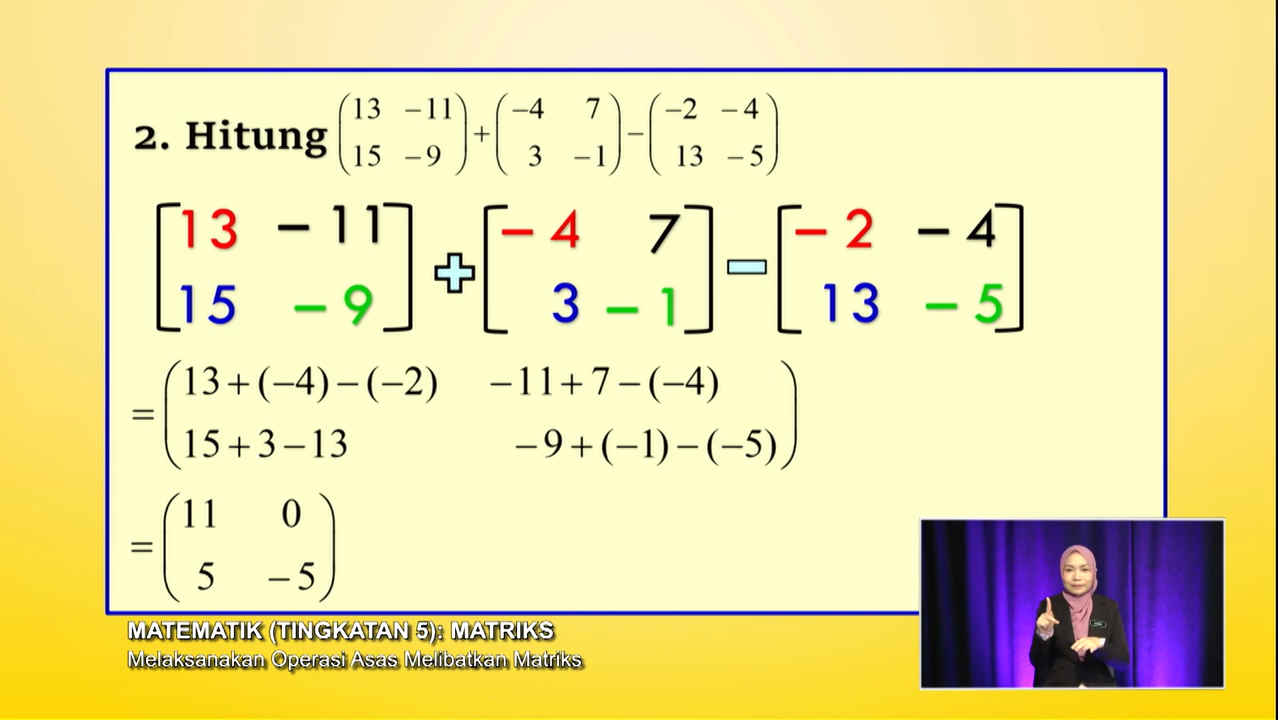 2. Hitung (13 −11 15 −9) + (−4 7 3 −1) − (−2 −4 13 −5)
[13 − 11] + [− 4 7] − [− 2 − 4]
[15 − 9] [3 − 1] [13 − 5]
= (13+(−4)−(−2) −11+7−(−4)
15+3−13 −9+(−1)−(−5))
= (11 0
5 −5)
MATEMATIK (TINGKATAN 5): MATRIKS
Melaksanakan Operasi Asas Melibatkan Matriks